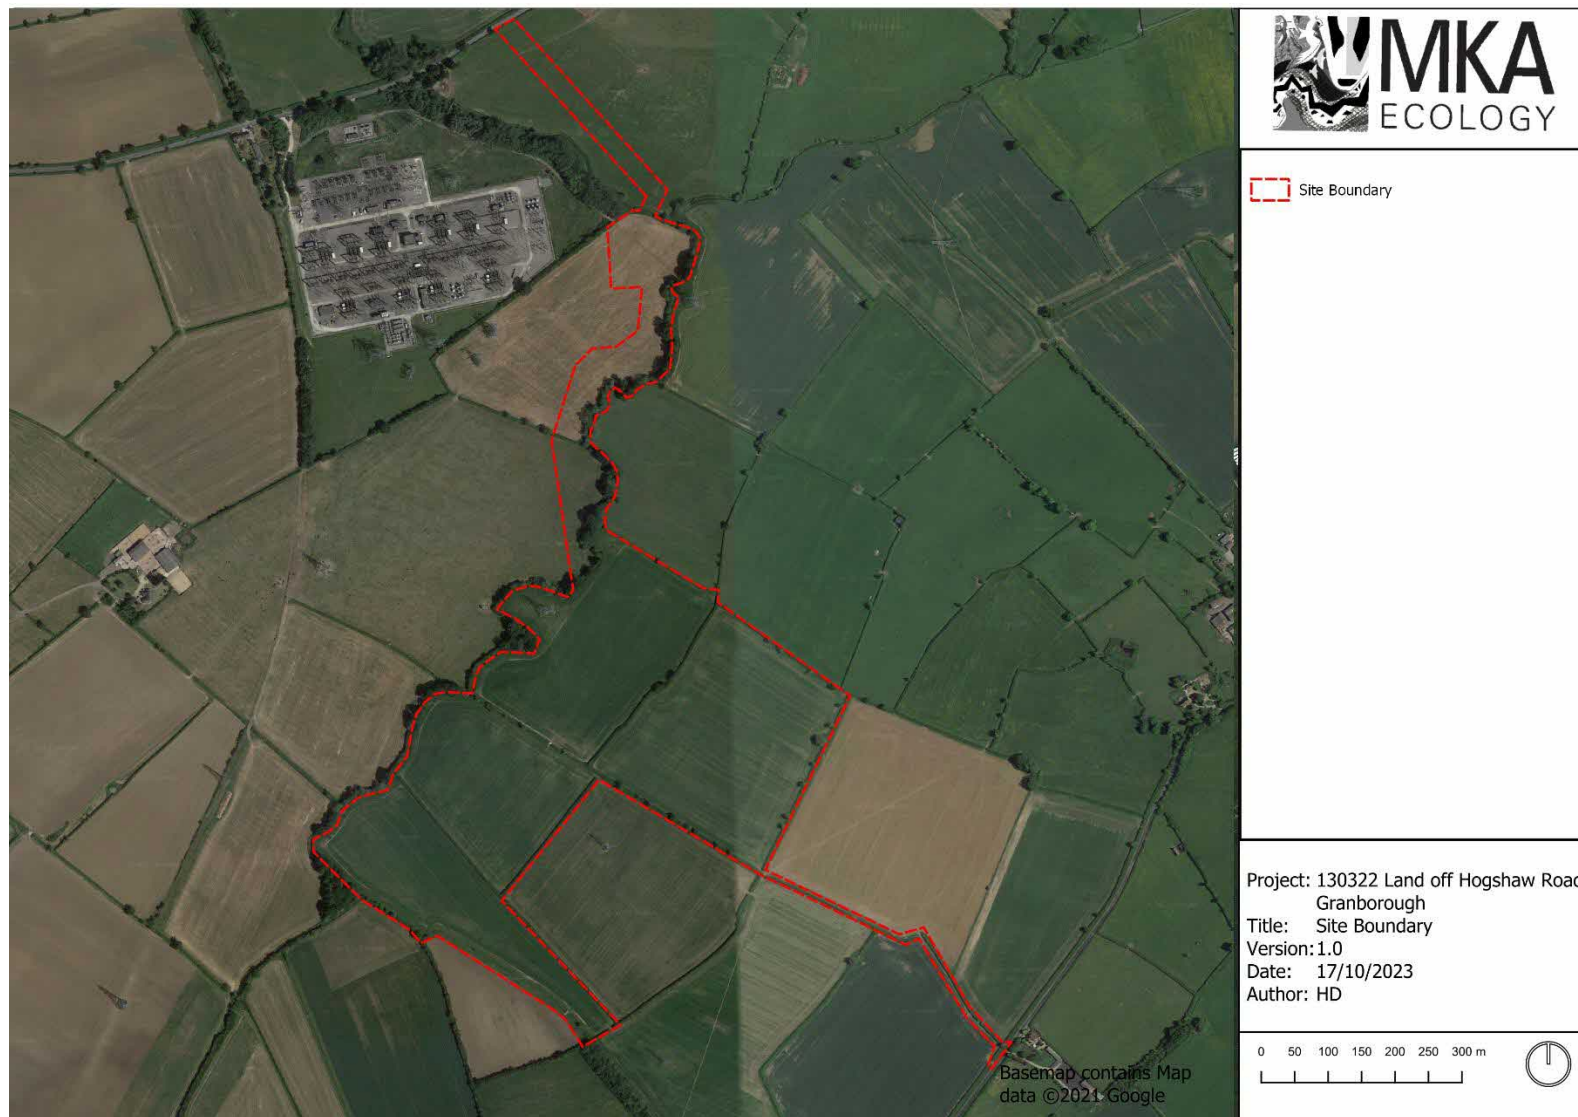 MKA
ECOLOGY
Site Boundary
Project: 130322 Land off Hogshaw Road
Granborough
Title: Site Boundary
Version: 1.0
Date: 17/10/2023
Author: HD
0 50 100 150 200 250 300 m
Basemap contains Map
data ©2021 Google